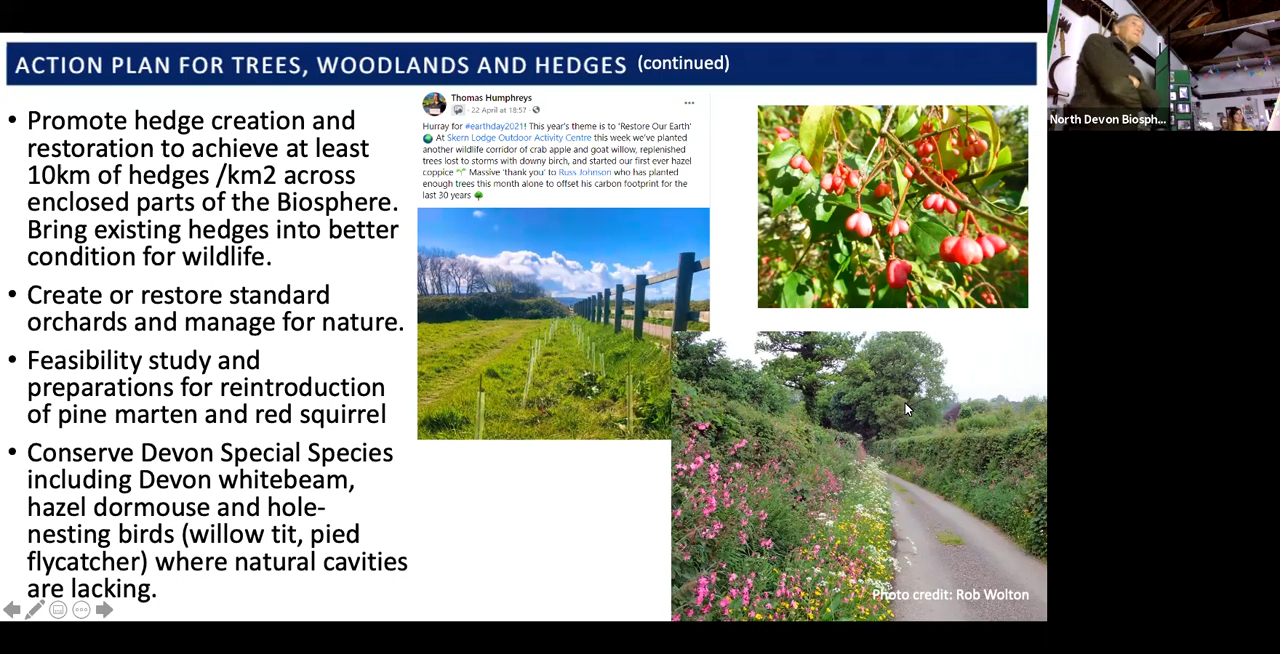 ACTION PLAN FOR TREES, WOODLANDS AND HEDGES (continued)
• Promote hedge creation and
restoration to achieve at least
10km of hedges /km2 across
enclosed parts of the Biosphere.
Bring existing hedges into better
condition for wildlife.
• Create or restore standard
orchards and manage for nature.
• Feasibility study and
preparations for reintroduction
of pine marten and red squirrel
• Conserve Devon Special Species
including Devon whitebeam,
hazel dormouse and hole-
nesting birds (willow tit, pied
flycatcher) where natural cavities
are lacking.
Thomas Humphreys
· 22 April at 18:57 ·
Hurray for #earthday2021! This year's theme is to 'Restore Our Earth'
At Skern Lodge Outdoor Activity Centre this week we've planted
another wildlife corridor of crab apple and goat willow, replenished
trees lost to storms with downy birch, and started our first ever hazel
coppice Massive 'thank you' to Russ Johnson who has planted
enough trees this month alone to offset his carbon footprint for the
last 30 years
Photo credit: Rob Wolton
North Devon Biosph...